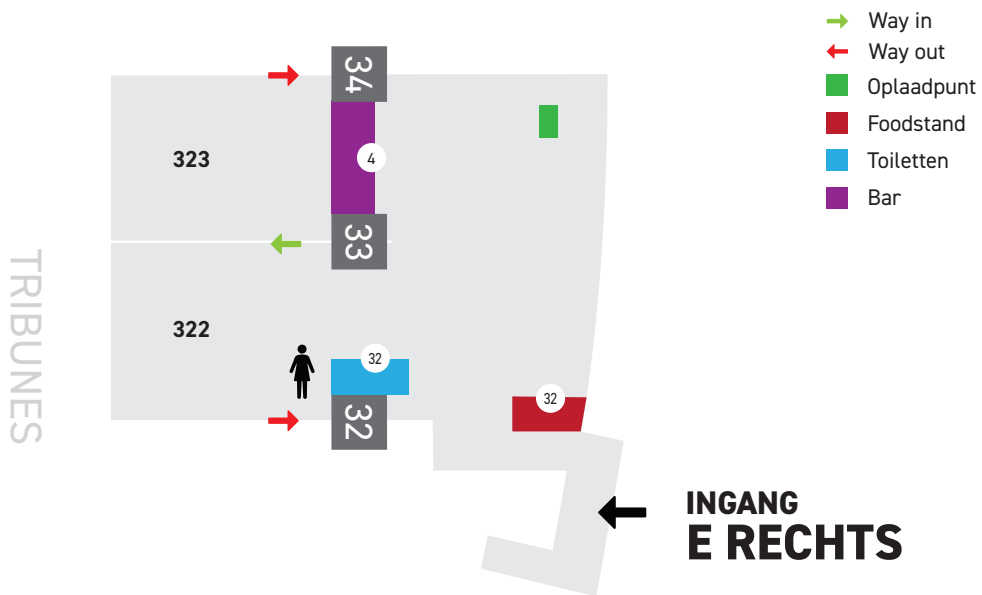 Way in
Way out
Oplaadpunt
Foodstand
Toiletten
Bar
34
323
4
33
TRIBUNES
322
32
32
32
INGANG
E RECHTS